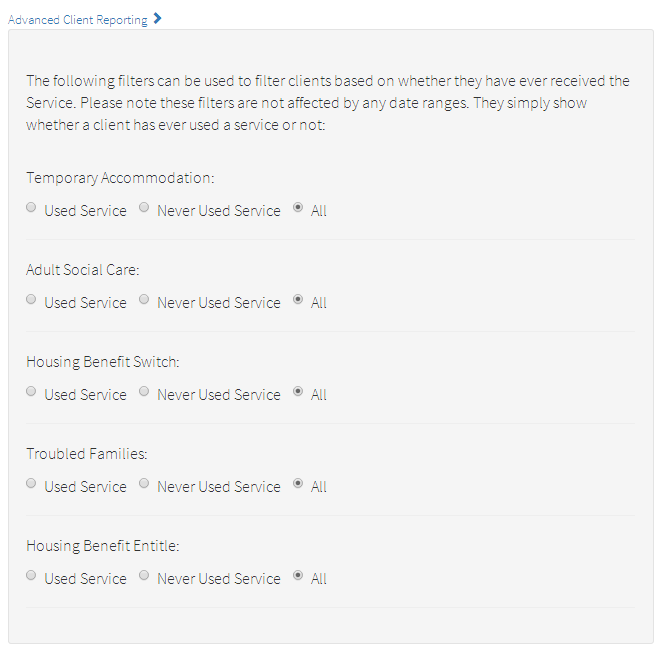 Advanced Client Reporting
The following filters can be used to filter clients based on whether they have ever received the
Service. Please note these filters are not affected by any date ranges. They simply show
whether a client has ever used a service or not:
Temporary Accommodation:
Used Service Never Used Service All
Adult Social Care:
Used Service Never Used Service All
Housing Benefit Switch:
Used Service Never Used Service All
Troubled Families:
Used Service Never Used Service All
Housing Benefit Entitle:
Used Service Never Used Service All